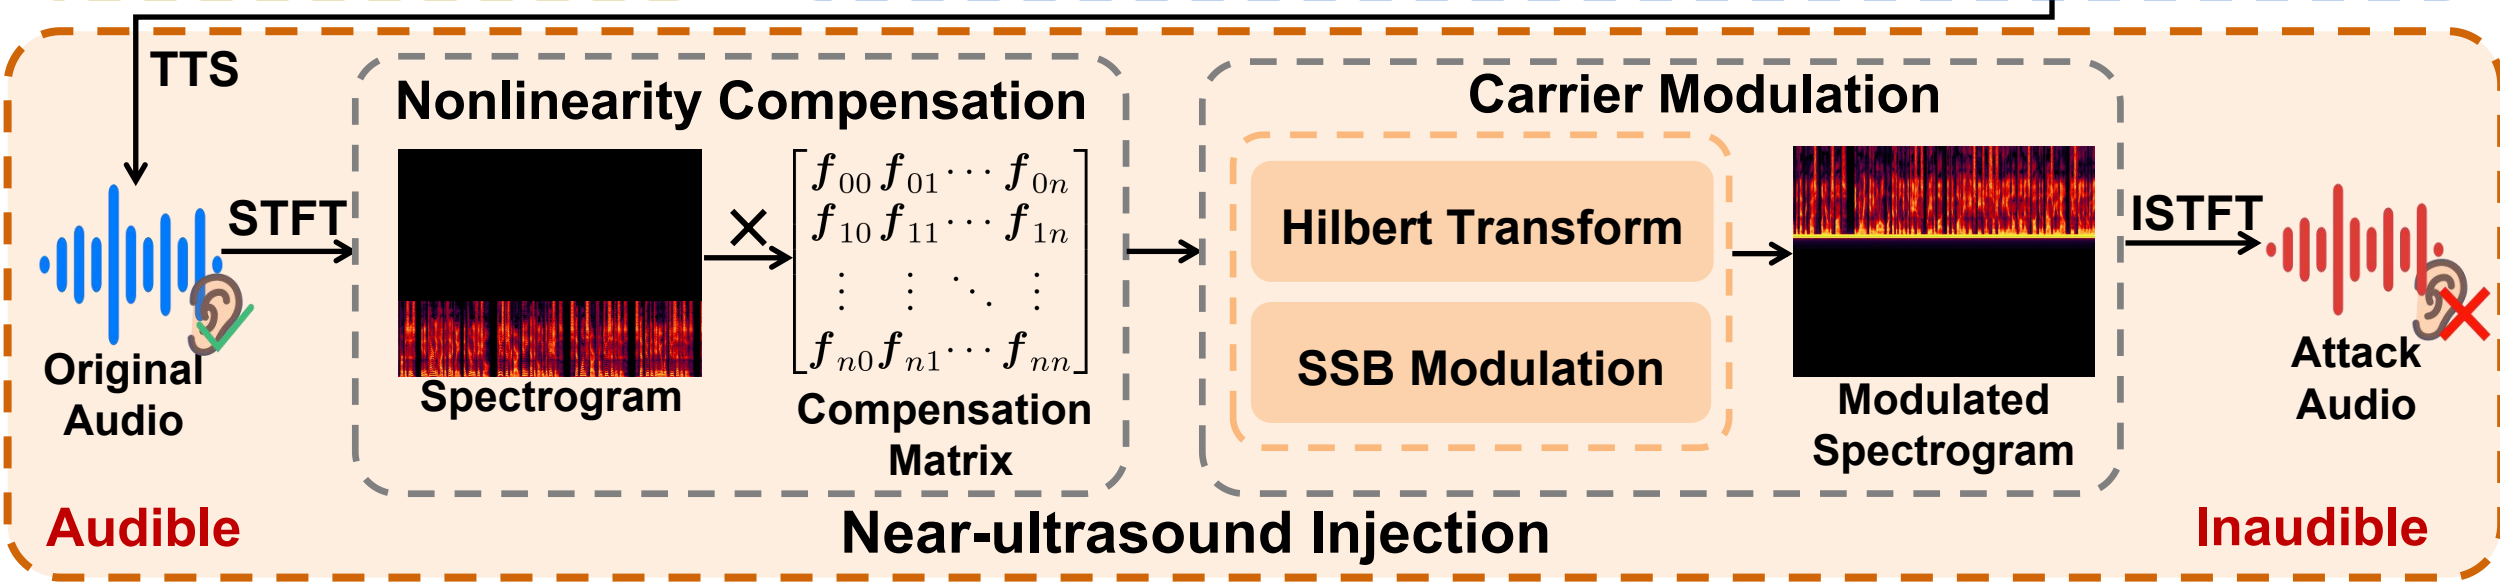 TTS
Nonlinearity Compensation
Carrier Modulation
STFT
×
f00 f01 ⋯ f0n
f10 f11 ⋯ f1n
⋮ ⋮ ⋱ ⋮
fn0 fn1 ⋯ fnn
Hilbert Transform
SSB Modulation
ISTFT
Original
Audio
Spectrogram
Compensation
Matrix
Modulated
Spectrogram
Attack
Audio
Audible
Near-ultrasound Injection
Inaudible